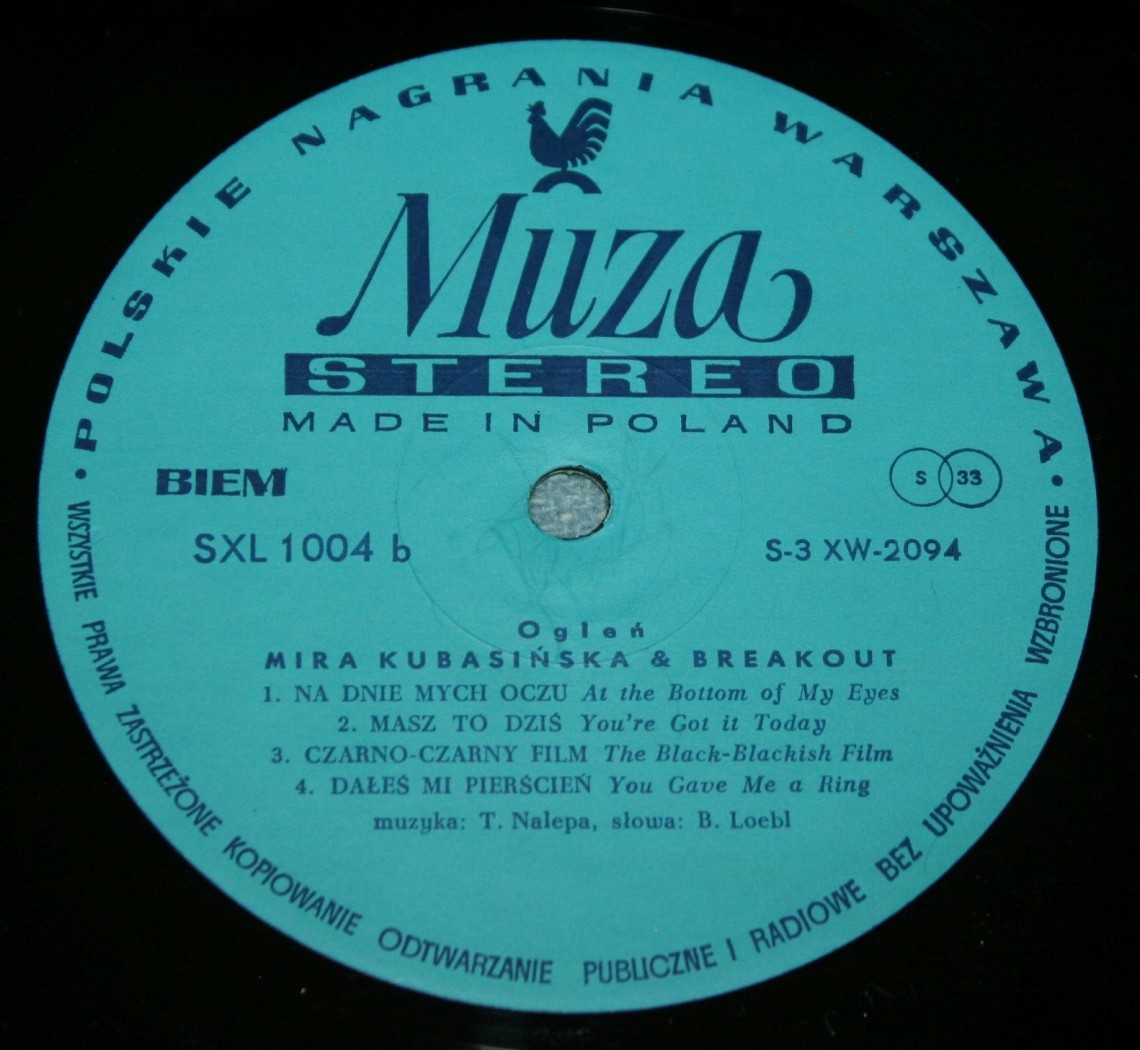 • POLSKIE NAGRANIA WARSZAWA •
Muza
STEREO
MADE IN POLAND
BIEM
S 33
SXL 1004 b
S-3 XW-2094
Ogień
MIRA KUBASIŃSKA & BREAKOUT
1. NA DNIE MYCH OCZU At the Bottom of My Eyes
2. MASZ TO DZIŚ You're Got it Today
3. CZARNO-CZARNY FILM The Black-Blackish Film
4. DAŁEŚ MI PIERŚCIEŃ You Gave Me a Ring
muzyka: T. Nalepa, słowa: B. Loebl
WSZYSTKIE PRAWA ZASTRZEŻONE KOPIOWANIE ODTWARZANIE PUBLICZNE I RADIOWE BEZ UPOWAŻNIENIA WZBRONIONE